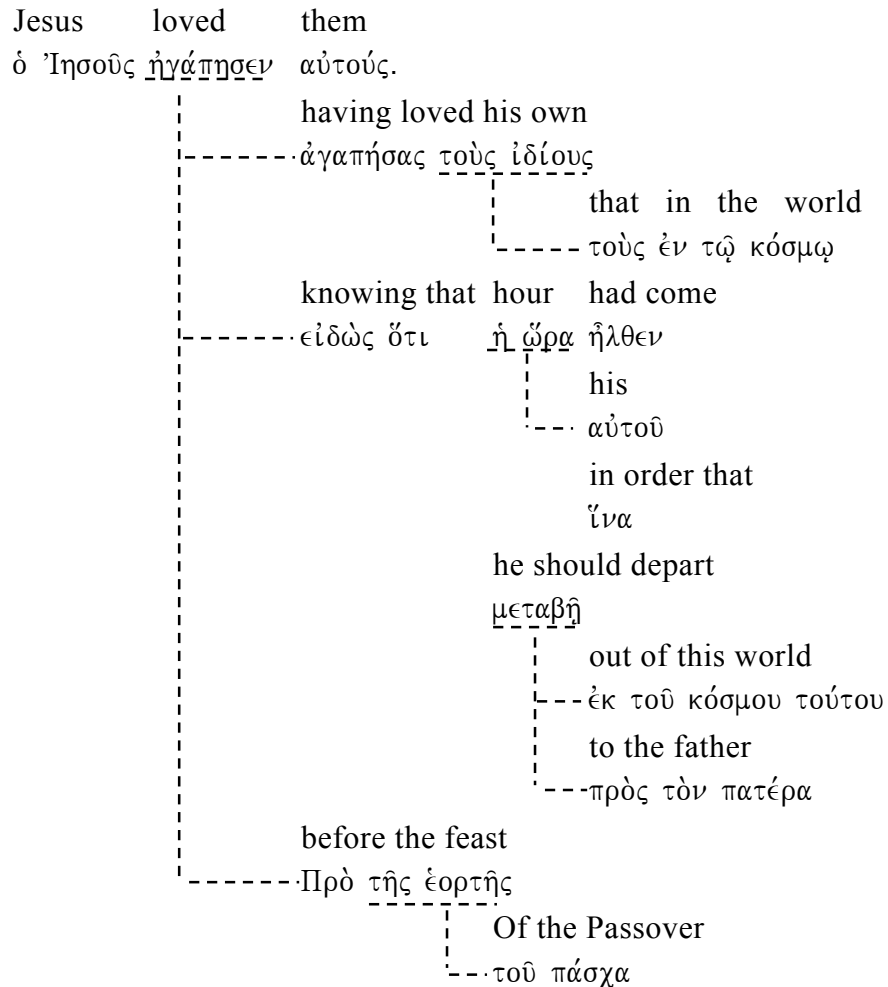 Jesus loved them
ὁ Ἰησοῦς ἠγάπησεν αὐτούς.
having loved his own
ἀγαπήσας τοὺς ἰδίους
that in the world
τοὺς ἐν τῷ κόσμῳ
knowing that hour had come
εἰδὼς ὅτι ἡ ὥρα ἦλθεν
his
αὐτοῦ
in order that
ἵνα
he should depart
μεταβῇ
out of this world
ἐκ τοῦ κόσμου τούτου
to the father
πρὸς τὸν πατέρα
before the feast
Πρὸ τῆς ἑορτῆς
Of the Passover
τοῦ πάσχα